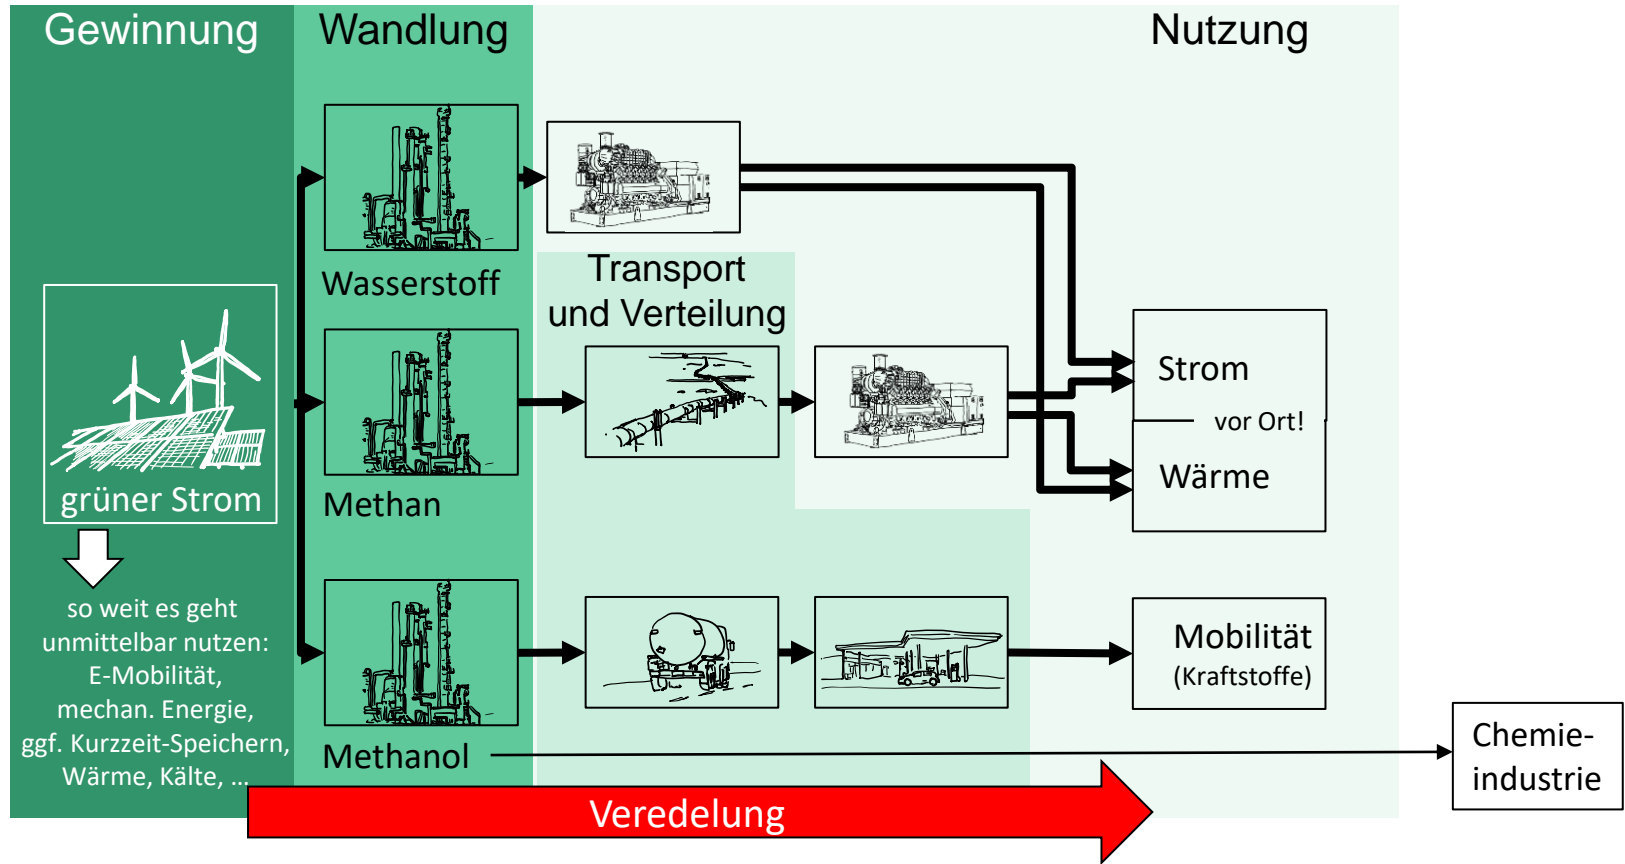 Gewinnung
Wandlung
Nutzung
Wasserstoff
Transport
und Verteilung
grüner Strom
Methan
Strom
vor Ort!
Wärme
so weit es geht
unmittelbar nutzen:
E-Mobilität,
mechan. Energie,
ggf. Kurzzeit-Speichern,
Wärme, Kälte, ...
Methanol
Mobilität
(Kraftstoffe)
Chemie-
industrie
Veredelung